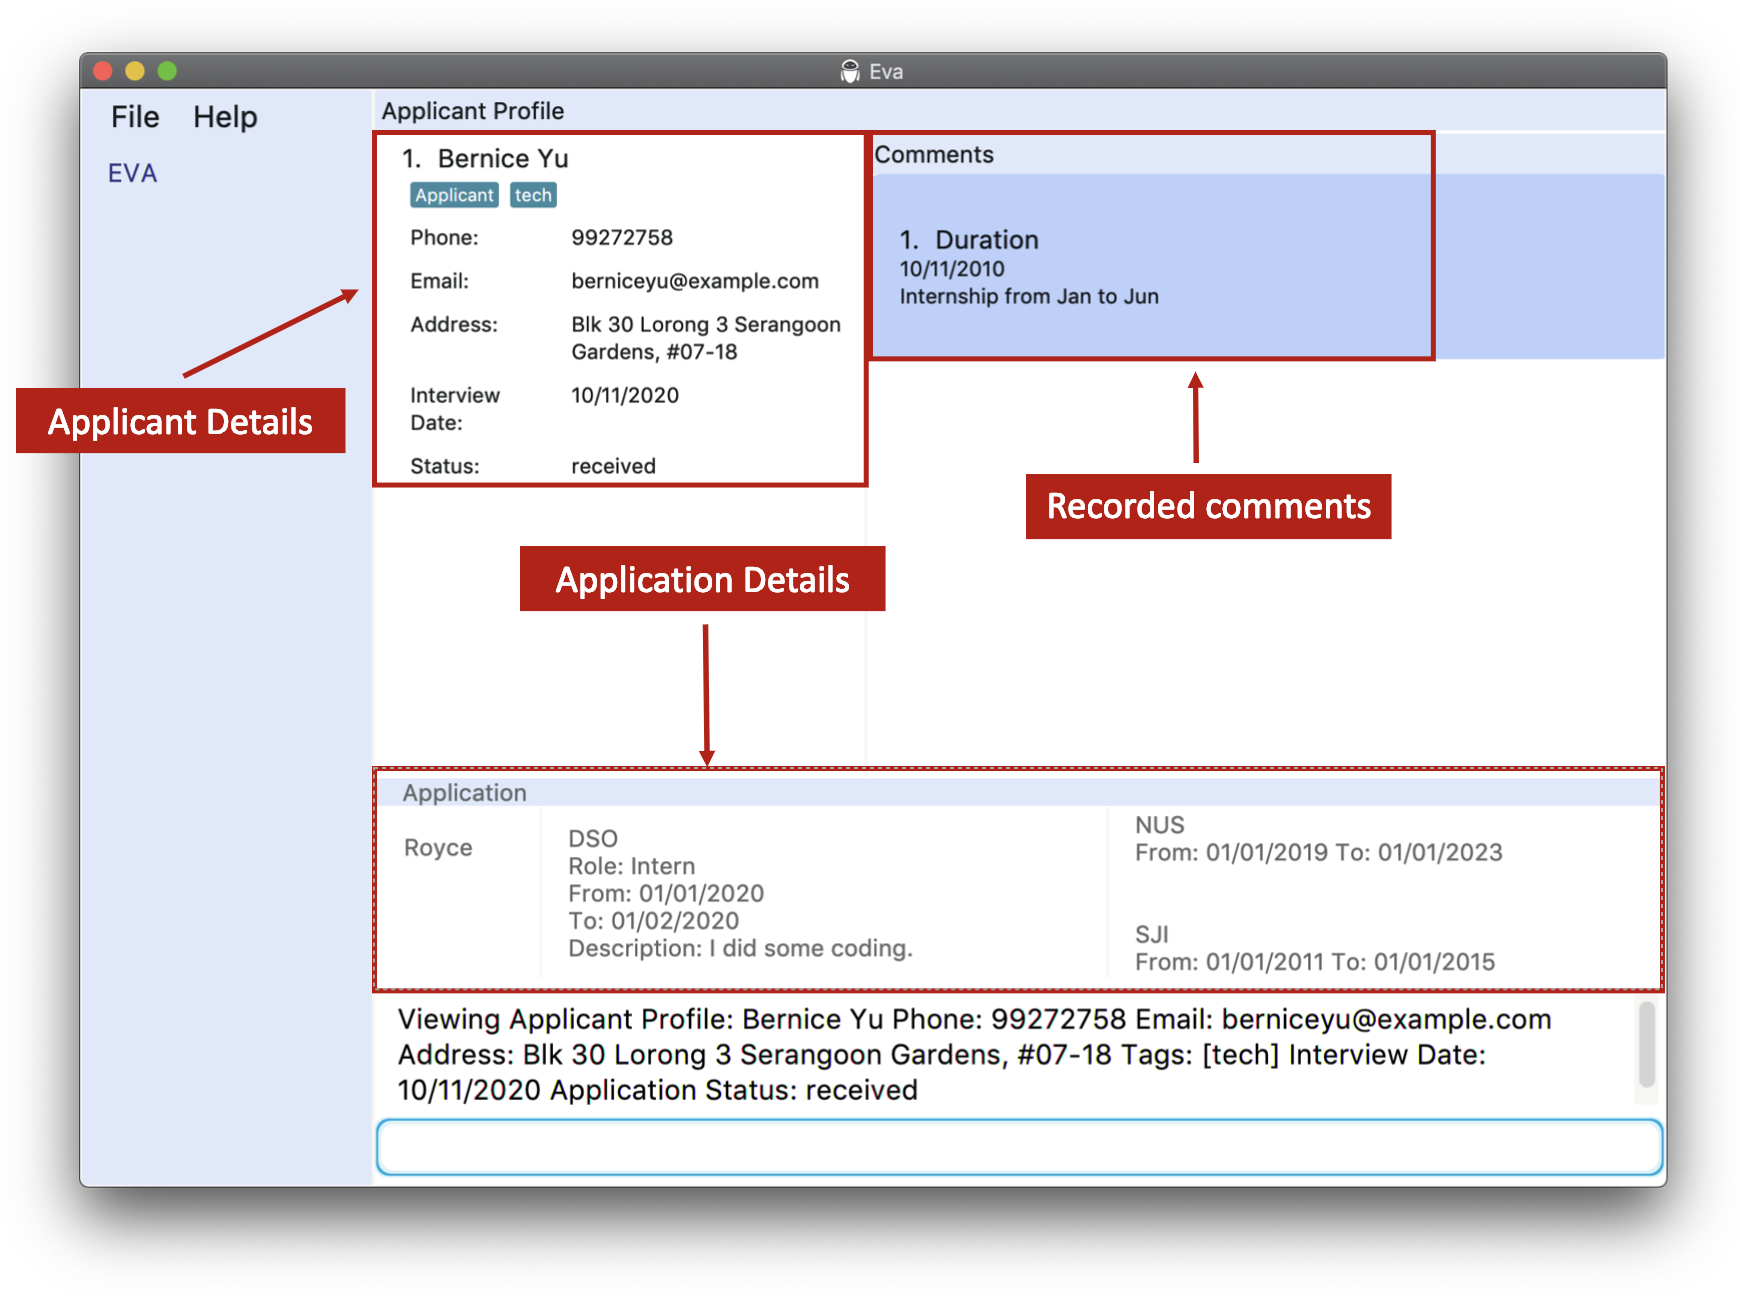 Eva
File Help
EVA
Applicant Profile
1. Bernice Yu
Applicant tech
Phone: 99272758
Email: berniceyu@example.com
Address: Blk 30 Lorong 3 Serangoon
Gardens, #07-18
Interview 10/11/2020
Date:
Status: received
Comments
1. Duration
10/11/2010
Internship from Jan to Jun
Applicant Details
Recorded comments
Application Details
Application
Royce
DSO
Role: Intern
From: 01/01/2020
To: 01/02/2020
Description: I did some coding.
NUS
From: 01/01/2019 To: 01/01/2023
SJI
From: 01/01/2011 To: 01/01/2015
Viewing Applicant Profile: Bernice Yu Phone: 99272758 Email: berniceyu@example.com
Address: Blk 30 Lorong 3 Serangoon Gardens, #07-18 Tags: [tech] Interview Date:
10/11/2020 Application Status: received